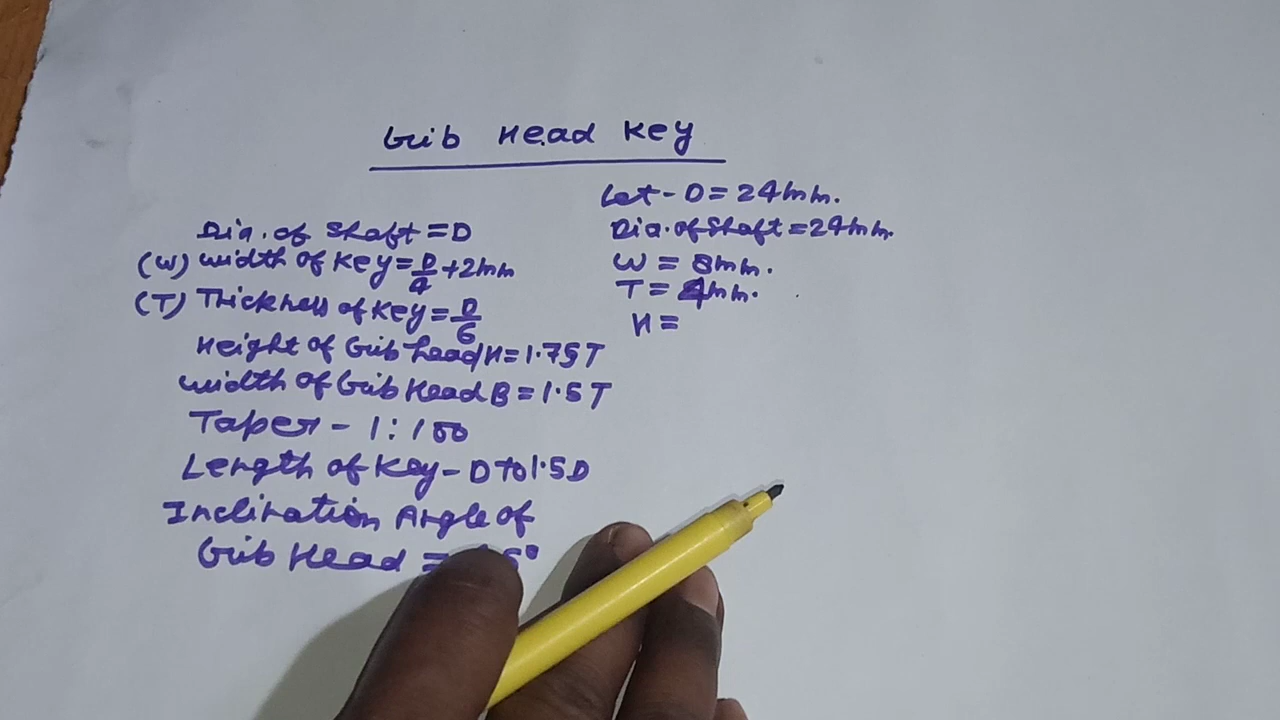 Gib Head Key
Dia. of Shaft = D
(W) Width of Key = D/4 + 2mm
(T) Thickness of Key = D/6
Height of Gib head H = 1.75T
Width of Gib Head B = 1.5T
Taper - 1:100
Length of Key - D to 1.5D
Inclination Angle of
Gib Head =
Let - D = 24mm.
Dia. of Shaft = 24mm.
W = 8mm.
T = 4mm.
H =